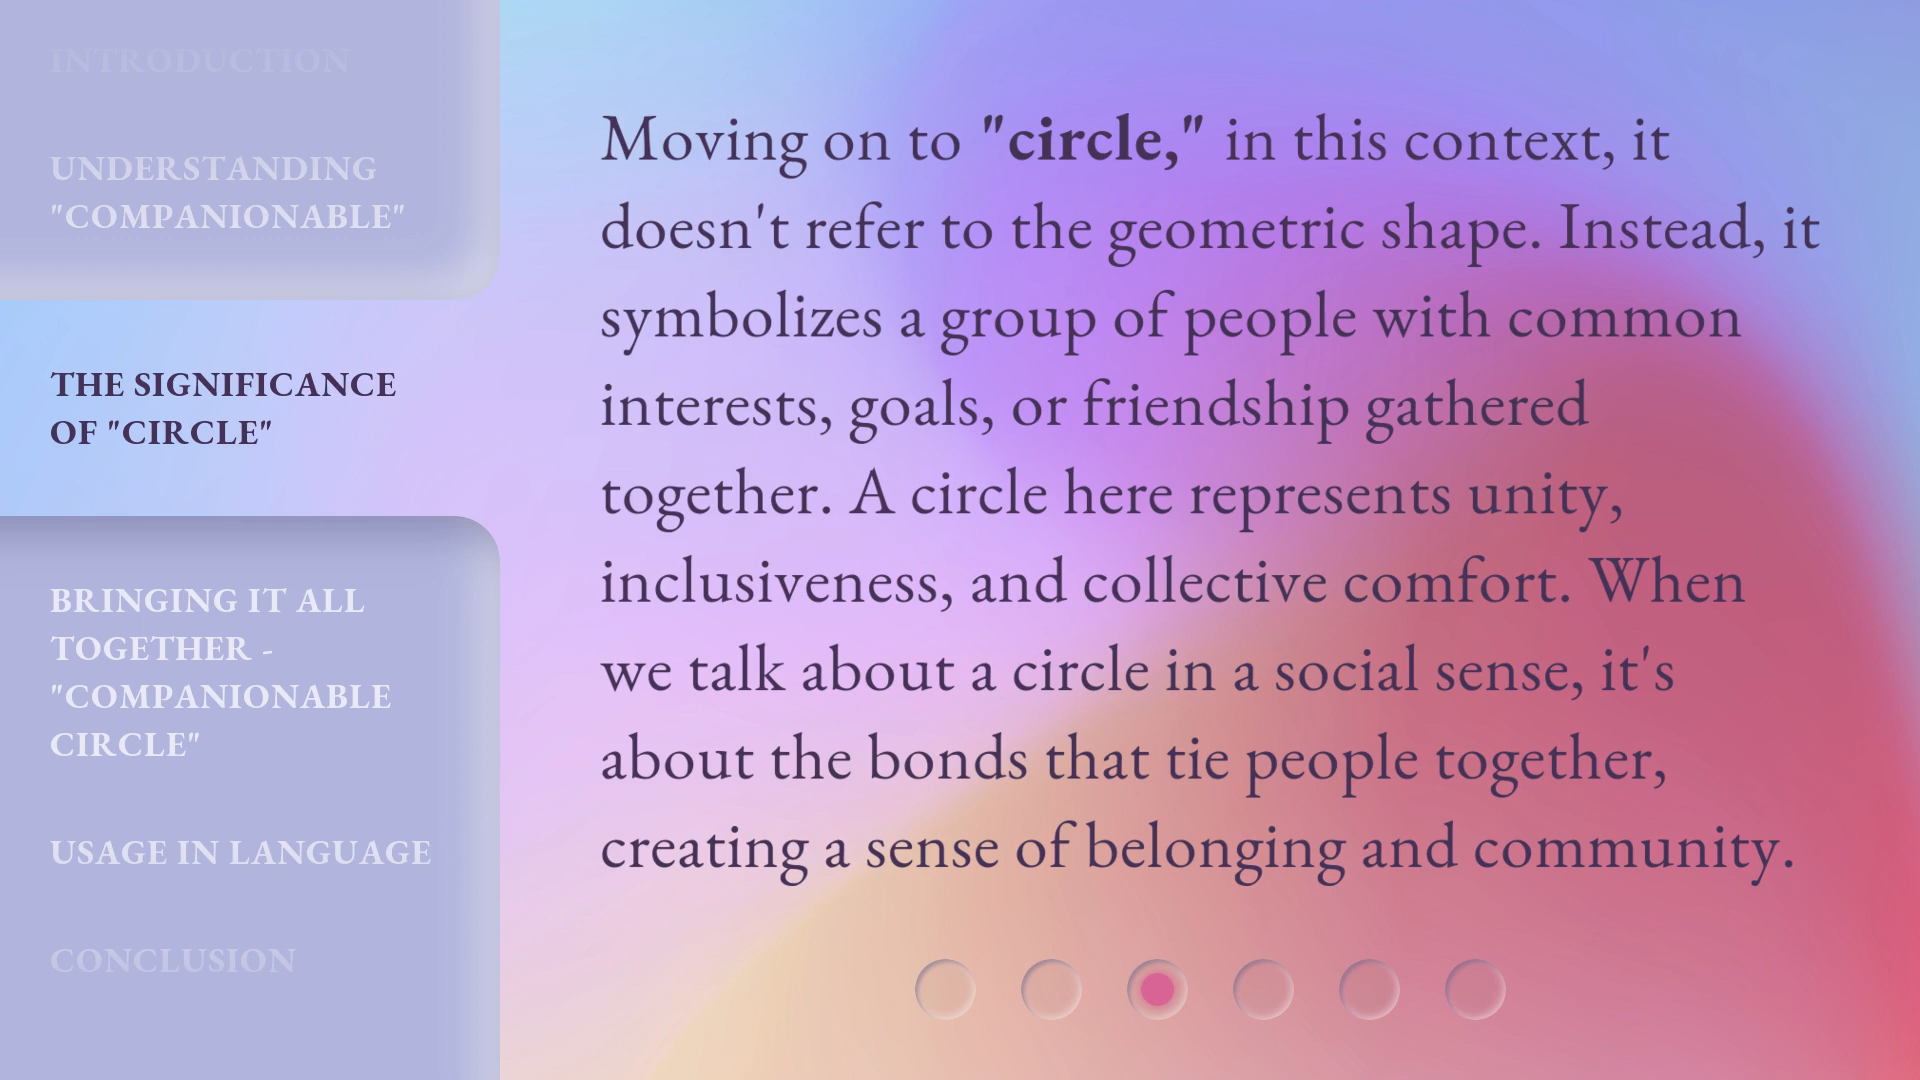 INTRODUCTION
UNDERSTANDING
"COMPANIONABLE"
THE SIGNIFICANCE
OF "CIRCLE"
BRINGING IT ALL
TOGETHER -
"COMPANIONABLE
CIRCLE"
USAGE IN LANGUAGE
CONCLUSION
Moving on to "circle," in this context, it
doesn't refer to the geometric shape. Instead, it
symbolizes a group of people with common
interests, goals, or friendship gathered
together. A circle here represents unity,
inclusiveness, and collective comfort. When
we talk about a circle in a social sense, it's
about the bonds that tie people together,
creating a sense of belonging and community.